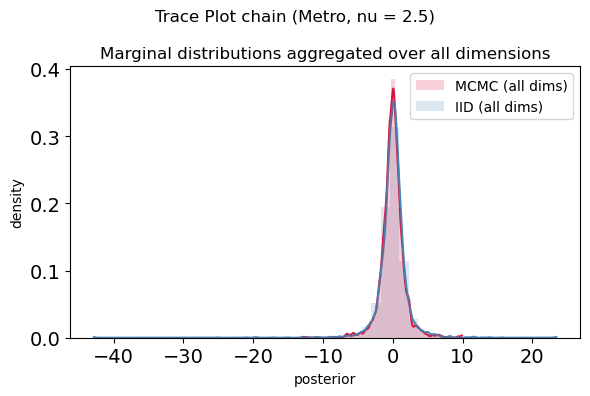 Trace Plot chain (Metro, nu = 2.5)
Marginal distributions aggregated over all dimensions
MCMC (all dims)
IID (all dims)
density
0.4
0.3
0.2
0.1
0.0
−40 −30 −20 −10 0 10 20
posterior